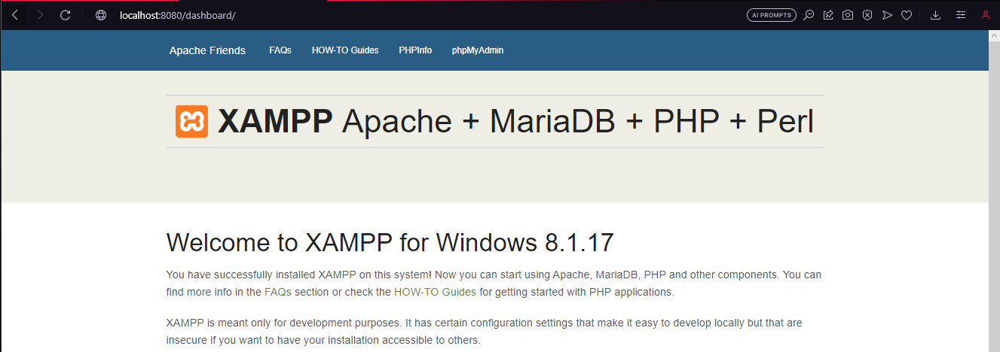 localhost:8080/dashboard/
AI PROMPTS
Apache Friends FAQs HOW-TO Guides PHPInfo phpMyAdmin
XAMPP Apache + MariaDB + PHP + Perl
Welcome to XAMPP for Windows 8.1.17
You have successfully installed XAMPP on this system! Now you can start using Apache, MariaDB, PHP and other components. You can
find more info in the FAQs section or check the HOW-TO Guides for getting started with PHP applications.
XAMPP is meant only for development purposes. It has certain configuration settings that make it easy to develop locally but that are
insecure if you want to have your installation accessible to others.